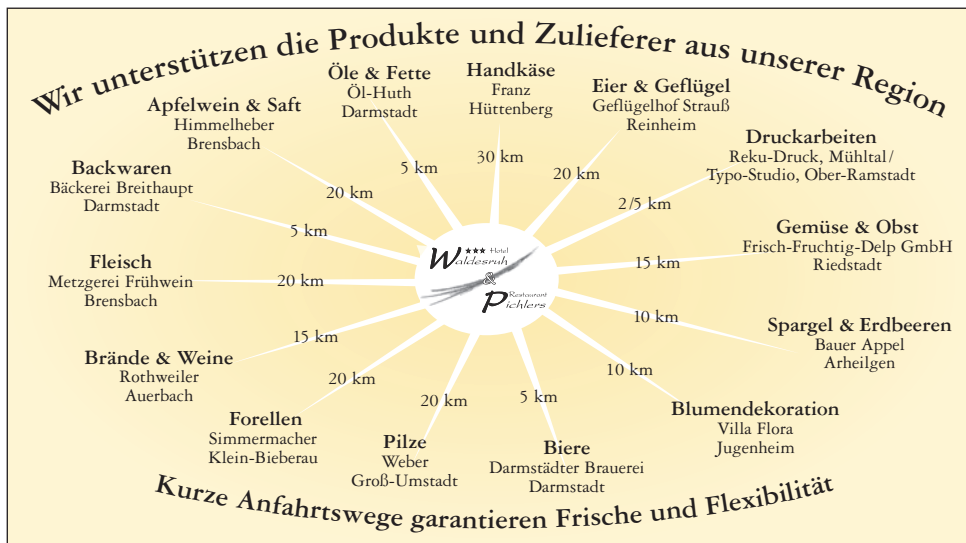 Wir unterstützen die Produkte und Zulieferer aus unserer Region
Öle & Fette
Öl-Huth
Darmstadt
5 km
Handkäse
Franz
Hüttenberg
30 km
Eier & Geflügel
Geflügelhof Strauß
Reinheim
20 km
Druckarbeiten
Reku-Druck, Mühltal/
Typo-Studio, Ober-Ramstadt
2/5 km
Gemüse & Obst
Frisch-Fruchtig-Delp GmbH
Riedstadt
15 km
Spargel & Erdbeeren
Bauer Appel
Arheilgen
10 km
Blumendekoration
Villa Flora
Jugenheim
10 km
Biere
Darmstädter Brauerei
Darmstadt
5 km
Pilze
Weber
Groß-Umstadt
20 km
Forellen
Simmermacher
Klein-Bieberau
20 km
Brände & Weine
Rothweiler
Auerbach
15 km
Fleisch
Metzgerei Frühwein
Brensbach
20 km
Backwaren
Bäckerei Breithaupt
Darmstadt
5 km
Apfelwein & Saft
Himmelheber
Brensbach
20 km
*** Hotel
Waldesruh
&
Restaurant
Pichlers
Kurze Anfahrtswege garantieren Frische und Flexibilität